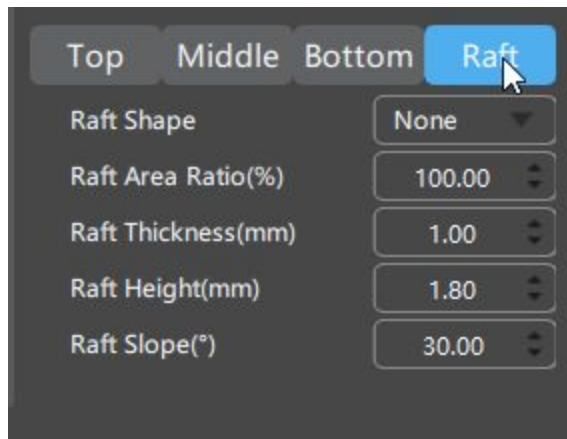 Top Middle Bottom Raft
Raft Shape None
Raft Area Ratio(%) 100.00
Raft Thickness(mm) 1.00
Raft Height(mm) 1.80
Raft Slope(°) 30.00